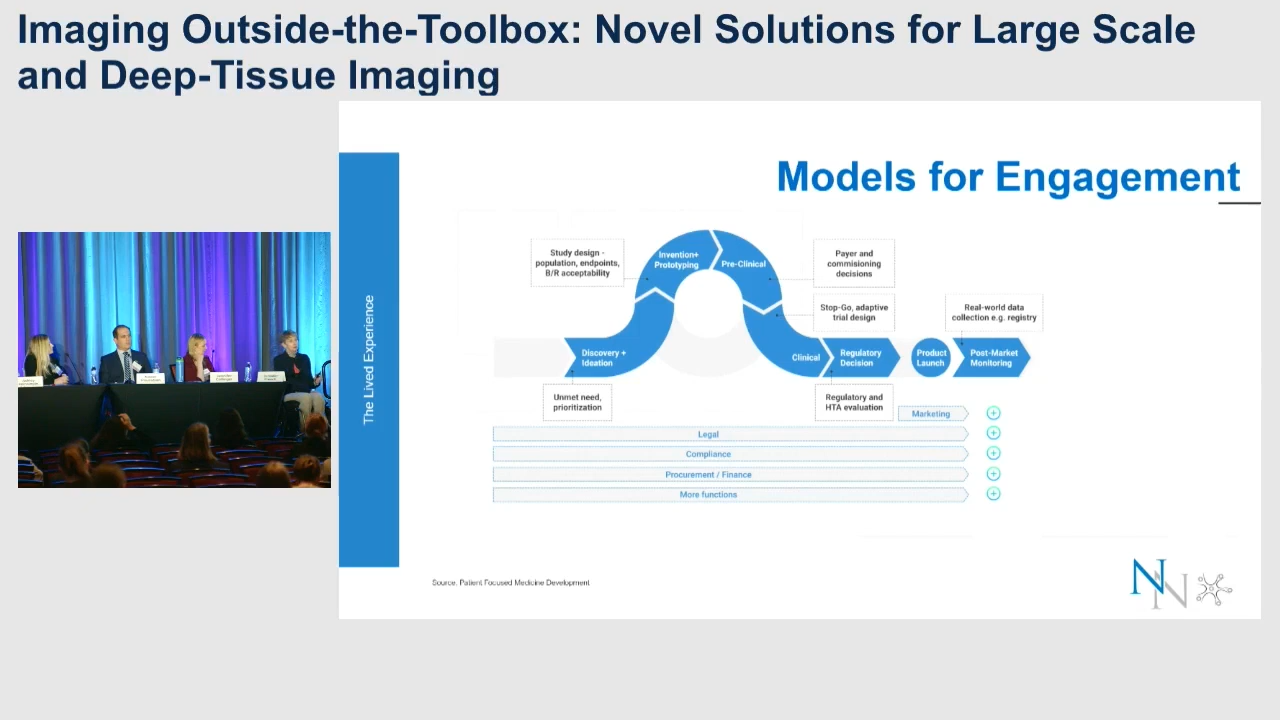 Imaging Outside-the-Toolbox: Novel Solutions for Large Scale
and Deep-Tissue Imaging
Models for Engagement
The Lived Experience
Study design -
population, endpoints,
B/R acceptability
Invention+
Prototyping
Pre-Clinical
Payer and
commisioning
decisions
Stop-Go, adaptive
trial design
Real-world data
collection e.g. registry
Discovery +
Ideation
Clinical
Regulatory
Decision
Product
Launch
Post-Market
Monitoring
Unmet need,
prioritization
Regulatory and
HTA evaluation
Marketing
Legal
Compliance
Procurement / Finance
More functions
Source: Patient Focused Medicine Development
NN